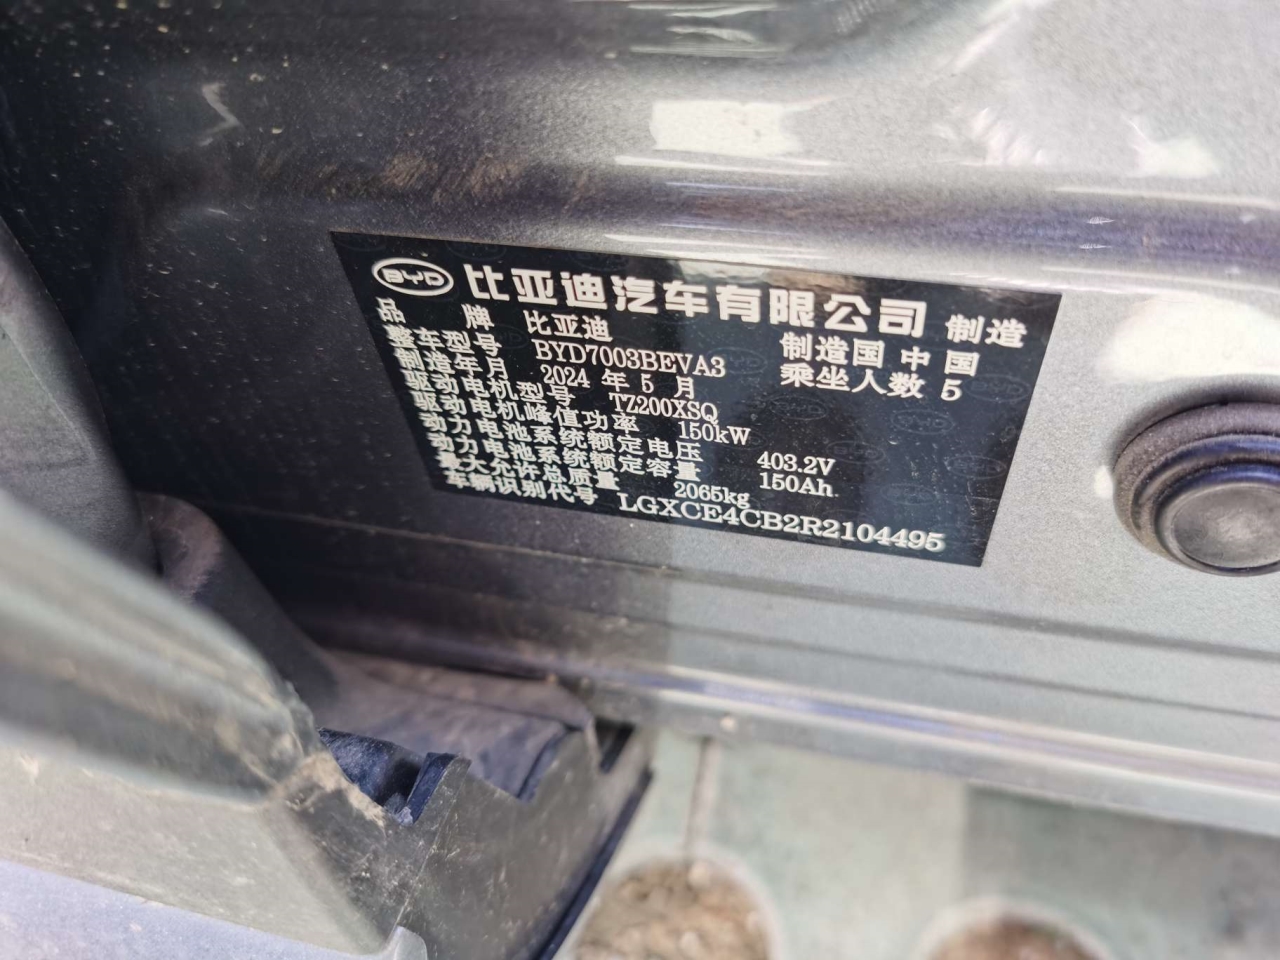 BYD 比亚迪汽车有限公司 制造
品牌 比亚迪 制造国 中国
整车型号 BYD7003BEVA3 乘坐人数 5
制造年月 2024 年 5 月
驱动电机型号 TZ200XSQ
驱动电机峰值功率 150kW
动力电池系统额定电压 403.2V
动力电池系统额定容量 150Ah
最大允许总质量 2065kg
车辆识别代号 LGXCE4CB2R2104495